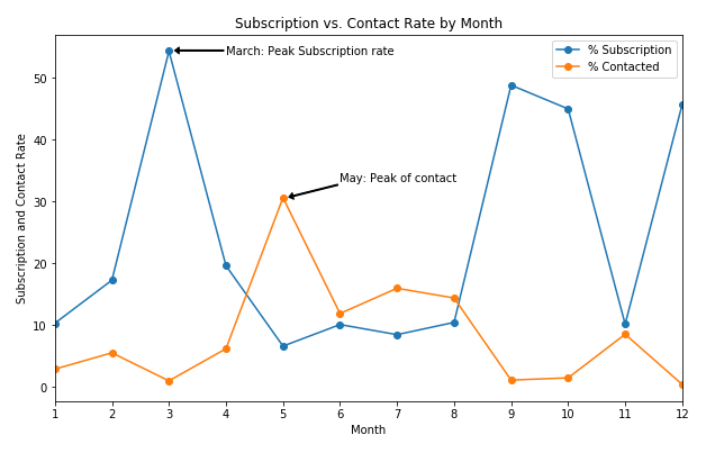 Subscription vs. Contact Rate by Month
% Subscription
% Contacted
March: Peak Subscription rate
May: Peak of contact
Subscription and Contact Rate
50
40
30
20
10
0
1 2 3 4 5 6 7 8 9 10 11 12
Month